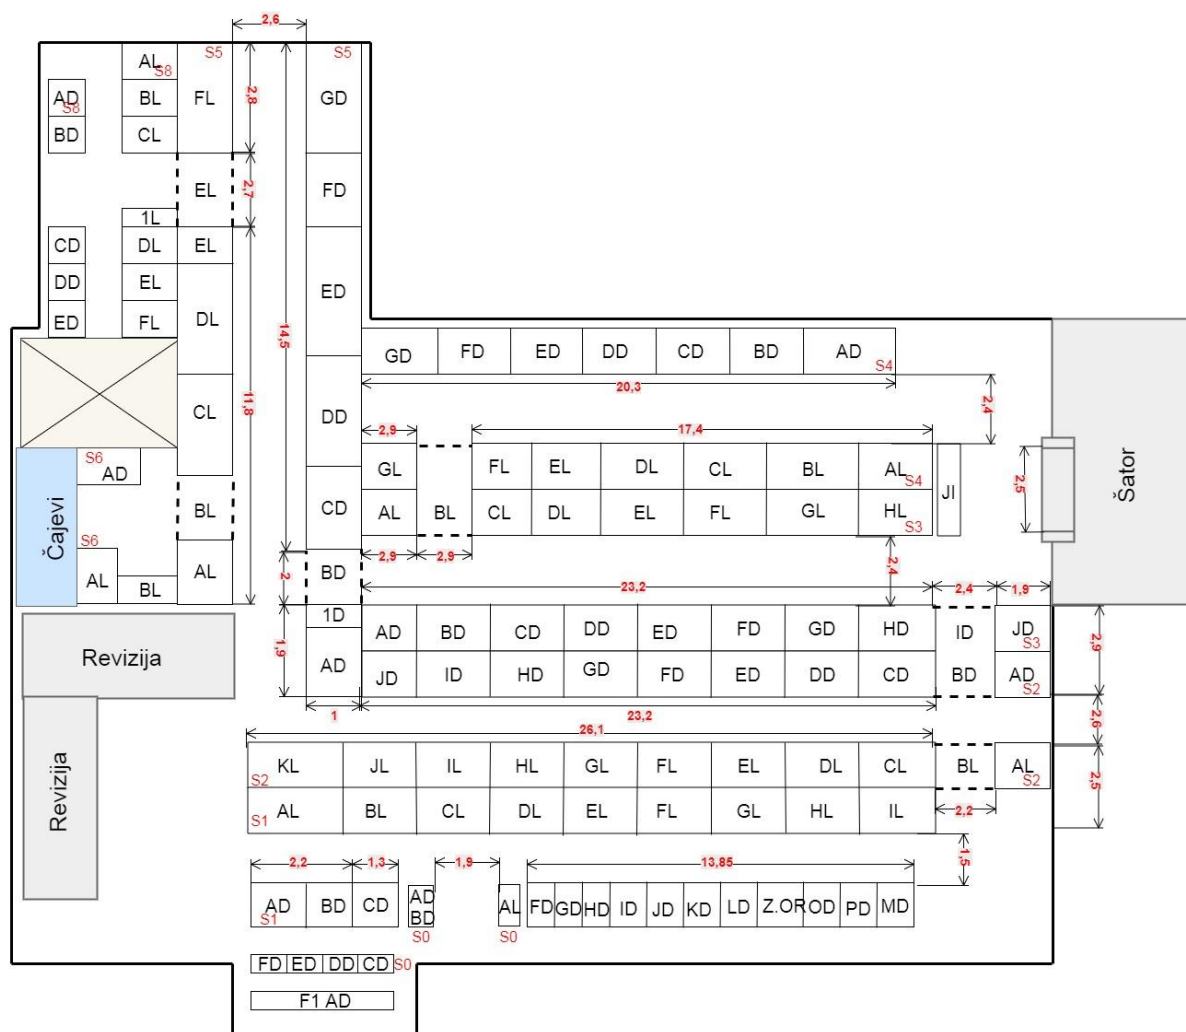 2,6
AL S8 S5 S5
AD S8 BL FL 2,8 GD
BD CL
EL 2,7 FD
1L
CD DL EL
DD EL ED
ED FL DL 14,5
GD FD ED DD CD BD AD S4
11,8 20,3
CL DD 2,4
2,9 17,4
S6 AD GL FL EL DL CL BL AL S4
Čajevi BL CD AL BL CL DL EL FL GL HL S3 JI 2,5 Šator
S6 2,9 2,9
AL BL AL 2 BD 23,2 2,4 2,4 1,9
1D
AD BD CD DD ED FD GD HD ID JD S3
Revizija 1,9 AD 2,9
JD ID HD GD FD ED DD CD BD AD S2
1 23,2 2,6
26,1
KL JL IL HL GL FL EL DL CL BL AL
S2 S2
Revizija 2,5
S1 AL BL CL DL EL FL GL HL IL 2,2
1,5
2,2 1,3 1,9 13,85
AD S1 BD CD AD BD AL FD GD HD ID JD KD LD Z.OR OD PD MD
S0 S0
FD ED DD CD S0
F1 AD